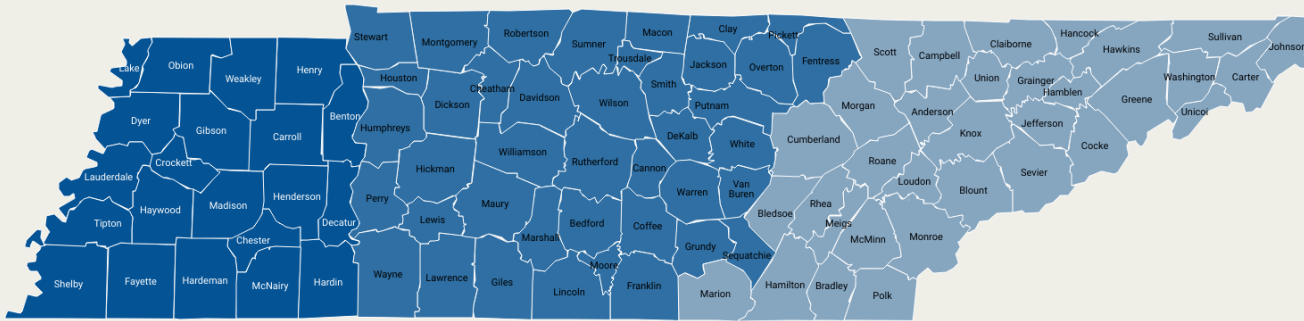 Stewart
Montgomery
Robertson
Sumner
Macon
Clay
Pickett
Trousdale
Lake
Obion
Weakley
Henry
Houston
Cheatham
Dickson
Davidson
Wilson
Smith
Jackson
Overton
Fentress
Scott
Campbell
Claiborne
Hancock
Hawkins
Sullivan
Johnson
Union
Grainger
Hamblen
Washington
Carter
Greene
Unicoi
Dyer
Gibson
Carroll
Benton
Humphreys
Putnam
Morgan
Anderson
Knox
Jefferson
Cocke
Crockett
Lauderdale
Haywood
Madison
Henderson
Decatur
Perry
Hickman
Williamson
Rutherford
Cannon
DeKalb
White
Cumberland
Roane
Loudon
Blount
Sevier
Tipton
Chester
Lewis
Maury
Marshall
Bedford
Coffee
Warren
Van
Buren
Bledsoe
Rhea
Meigs
McMinn
Monroe
Shelby
Fayette
Hardeman
McNairy
Hardin
Wayne
Lawrence
Giles
Lincoln
Moore
Franklin
Grundy
Sequatchie
Marion
Hamilton
Bradley
Polk